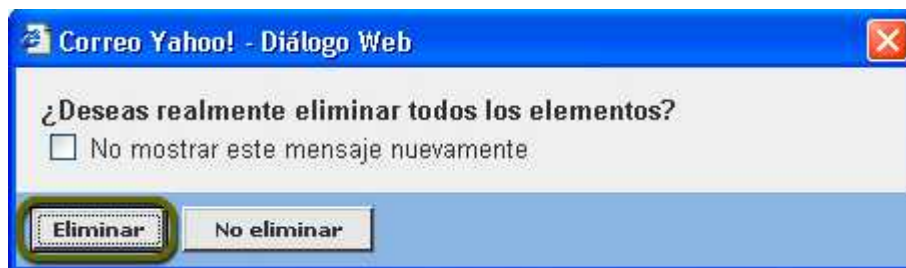 Correo Yahoo! - Diálogo Web
¿Deseas realmente eliminar todos los elementos?
No mostrar este mensaje nuevamente
Eliminar No eliminar